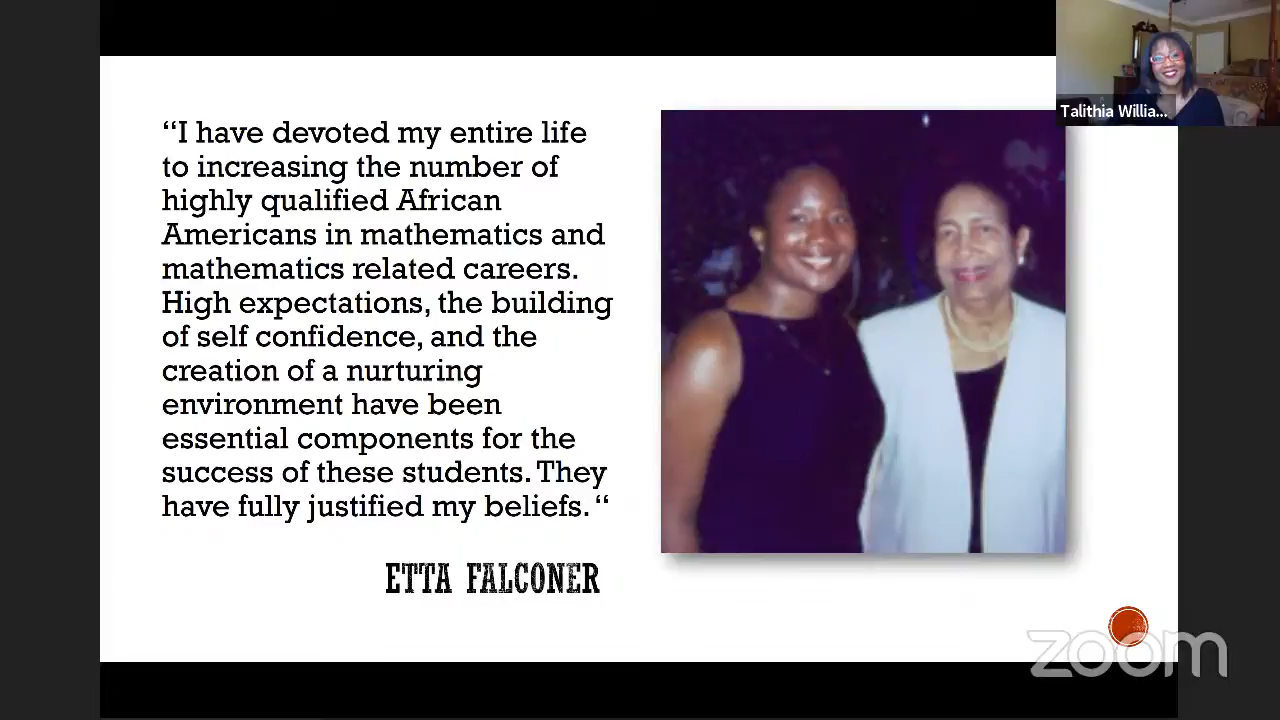 “I have devoted my entire life
to increasing the number of
highly qualified African
Americans in mathematics and
mathematics related careers.
High expectations, the building
of self confidence, and the
creation of a nurturing
environment have been
essential components for the
success of these students. They
have fully justified my beliefs. “
ETTA FALCONER
Talithia Willia...
zoom